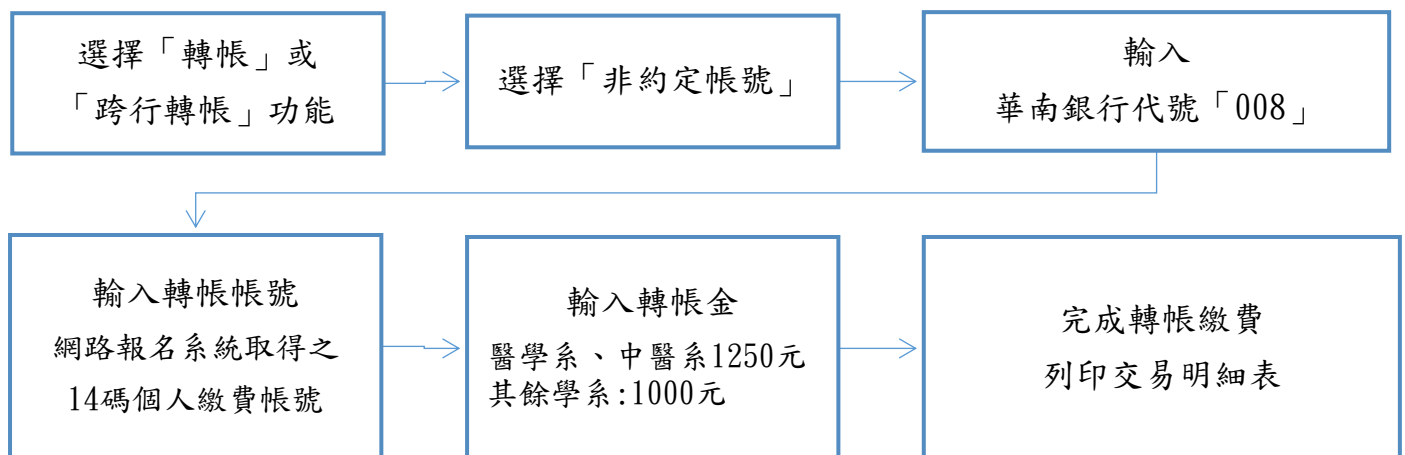 選擇「轉帳」或
「跨行轉帳」功能
選擇「非約定帳號」
輸入
華南銀行代號「008」
輸入轉帳帳號
網路報名系統取得之
14碼個人繳費帳號
輸入轉帳金
醫學系、中醫系1250元
其餘學系:1000元
完成轉帳繳費
列印交易明細表